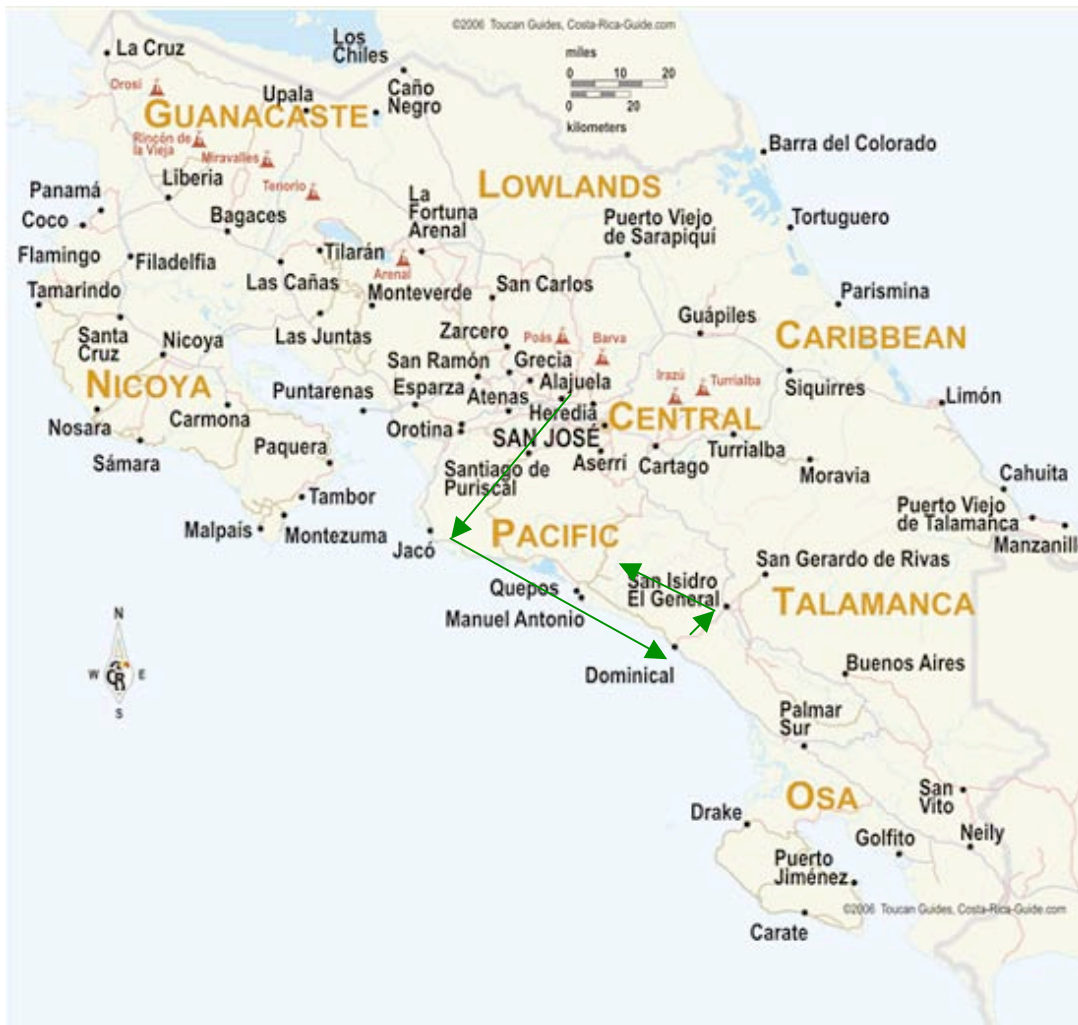 ©2006 Toucan Guides, Costa-Rica-Guide.com
La Cruz
Los
Chiles
miles
0 10 20
0 10 20
kilometers
Orosi
Caño
Negro
Upala
GUANACASTE
Rincón de
la Vieja
Miravalles
Tenorio
Barra del Colorado
LOWLANDS
Liberia
Panamá
Coco
Bagaces
La
Fortuna
Arenal
Puerto Viejo
de Sarapiquí
Tortuguero
Flamingo
Filadelfia
Tilarán
Arenal
Las Cañas
Monteverde
San Carlos
Tamarindo
Parismina
Santa
Cruz
Nicoya
Las Juntas
Zarcero
Poás
Barva
Guápiles
CARIBBEAN
San Ramón
Grecia
NICOYA
Puntarenas
Esparza
Alajuela
Atenas
Irazú
Turrialba
Siquirres
Limón
Heredia
CENTRAL
Nosara
Carmona
Orotina
SAN JOSÉ
Sámara
Paquera
Santiago de
Puriscal
Aserrí
Cartago
Turrialba
Moravia
Cahuita
Tambor
Malpaís
Montezuma
Jacó
PACIFIC
Puerto Viejo
de Talamanca
Manzanill
San Gerardo de Rivas
Quepos
San Isidro
El General
TALAMANCA
Manuel Antonio
N
W
CR
E
S
Dominical
Buenos Aires
Palmar
Sur
OSA
San
Vito
Drake
Golfito
Neily
Puerto
Jiménez
©2006 Toucan Guides, Costa-Rica-Guide.com
Carate